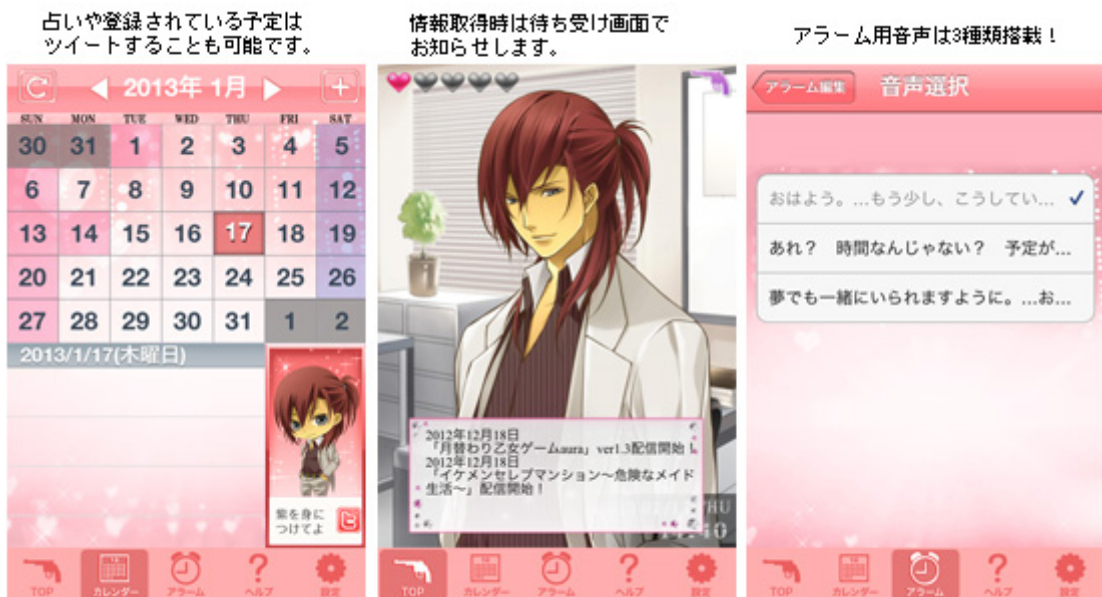 占いや登録されている予定は
ツイートすることも可能です。
2013年 1月
SUN MON TUE WED THU FRI SAT
30 31 1 2 3 4 5
6 7 8 9 10 11 12
13 14 15 16 17 18 19
20 21 22 23 24 25 26
27 28 29 30 31 1 2
2013/1/17(木曜日)
紫を身に
つけてよ
TOP カレンダー アラーム ヘルプ 設定
情報取得時は待ち受け画面で
お知らせします。
2012年12月18日
「月替わり乙女ゲームaura」ver1.3配信開始！
2012年12月18日
「イケメンセレブマンション～危険なメイド
生活～」配信開始！
TOP カレンダー アラーム ヘルプ 設定
アラーム用音声は3種類搭載！
アラーム編集 音声選択
おはよう。…もう少し、こうしてい...
あれ？ 時間なんじゃない？ 予定が...
夢でも一緒にいられますように。…お...
TOP カレンダー アラーム ヘルプ 設定